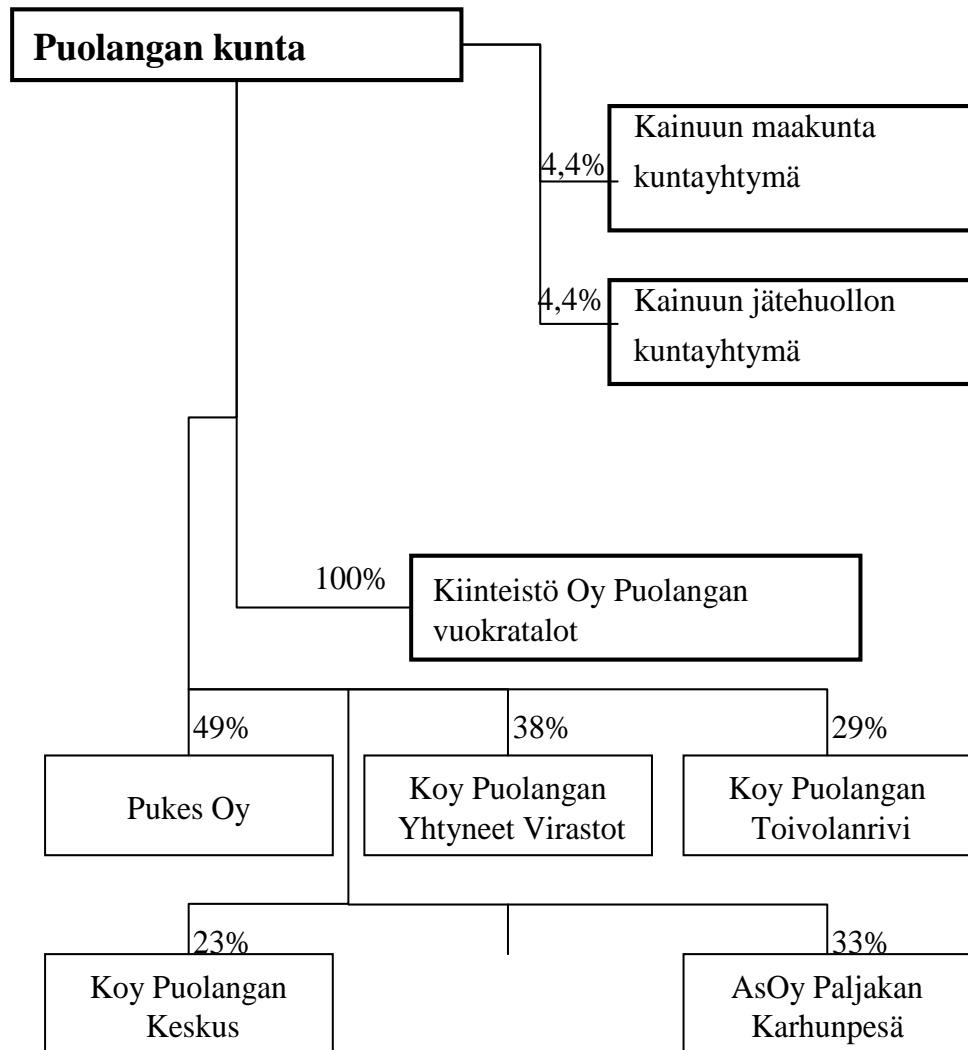 Puolangan kunta
Kainuun maakunta
4,4%
kuntayhtymä
4,4%
Kainuun jätehuollon
kuntayhtymä
100%
Kiinteistö Oy Puolangan
vuokratalot
49%
38%
29%
Pukes Oy
Koy Puolangan
Yhtyneet Virastot
Koy Puolangan
Toivolanrivi
23%
33%
Koy Puolangan
Keskus
AsOy Paljakan
Karhunpesä